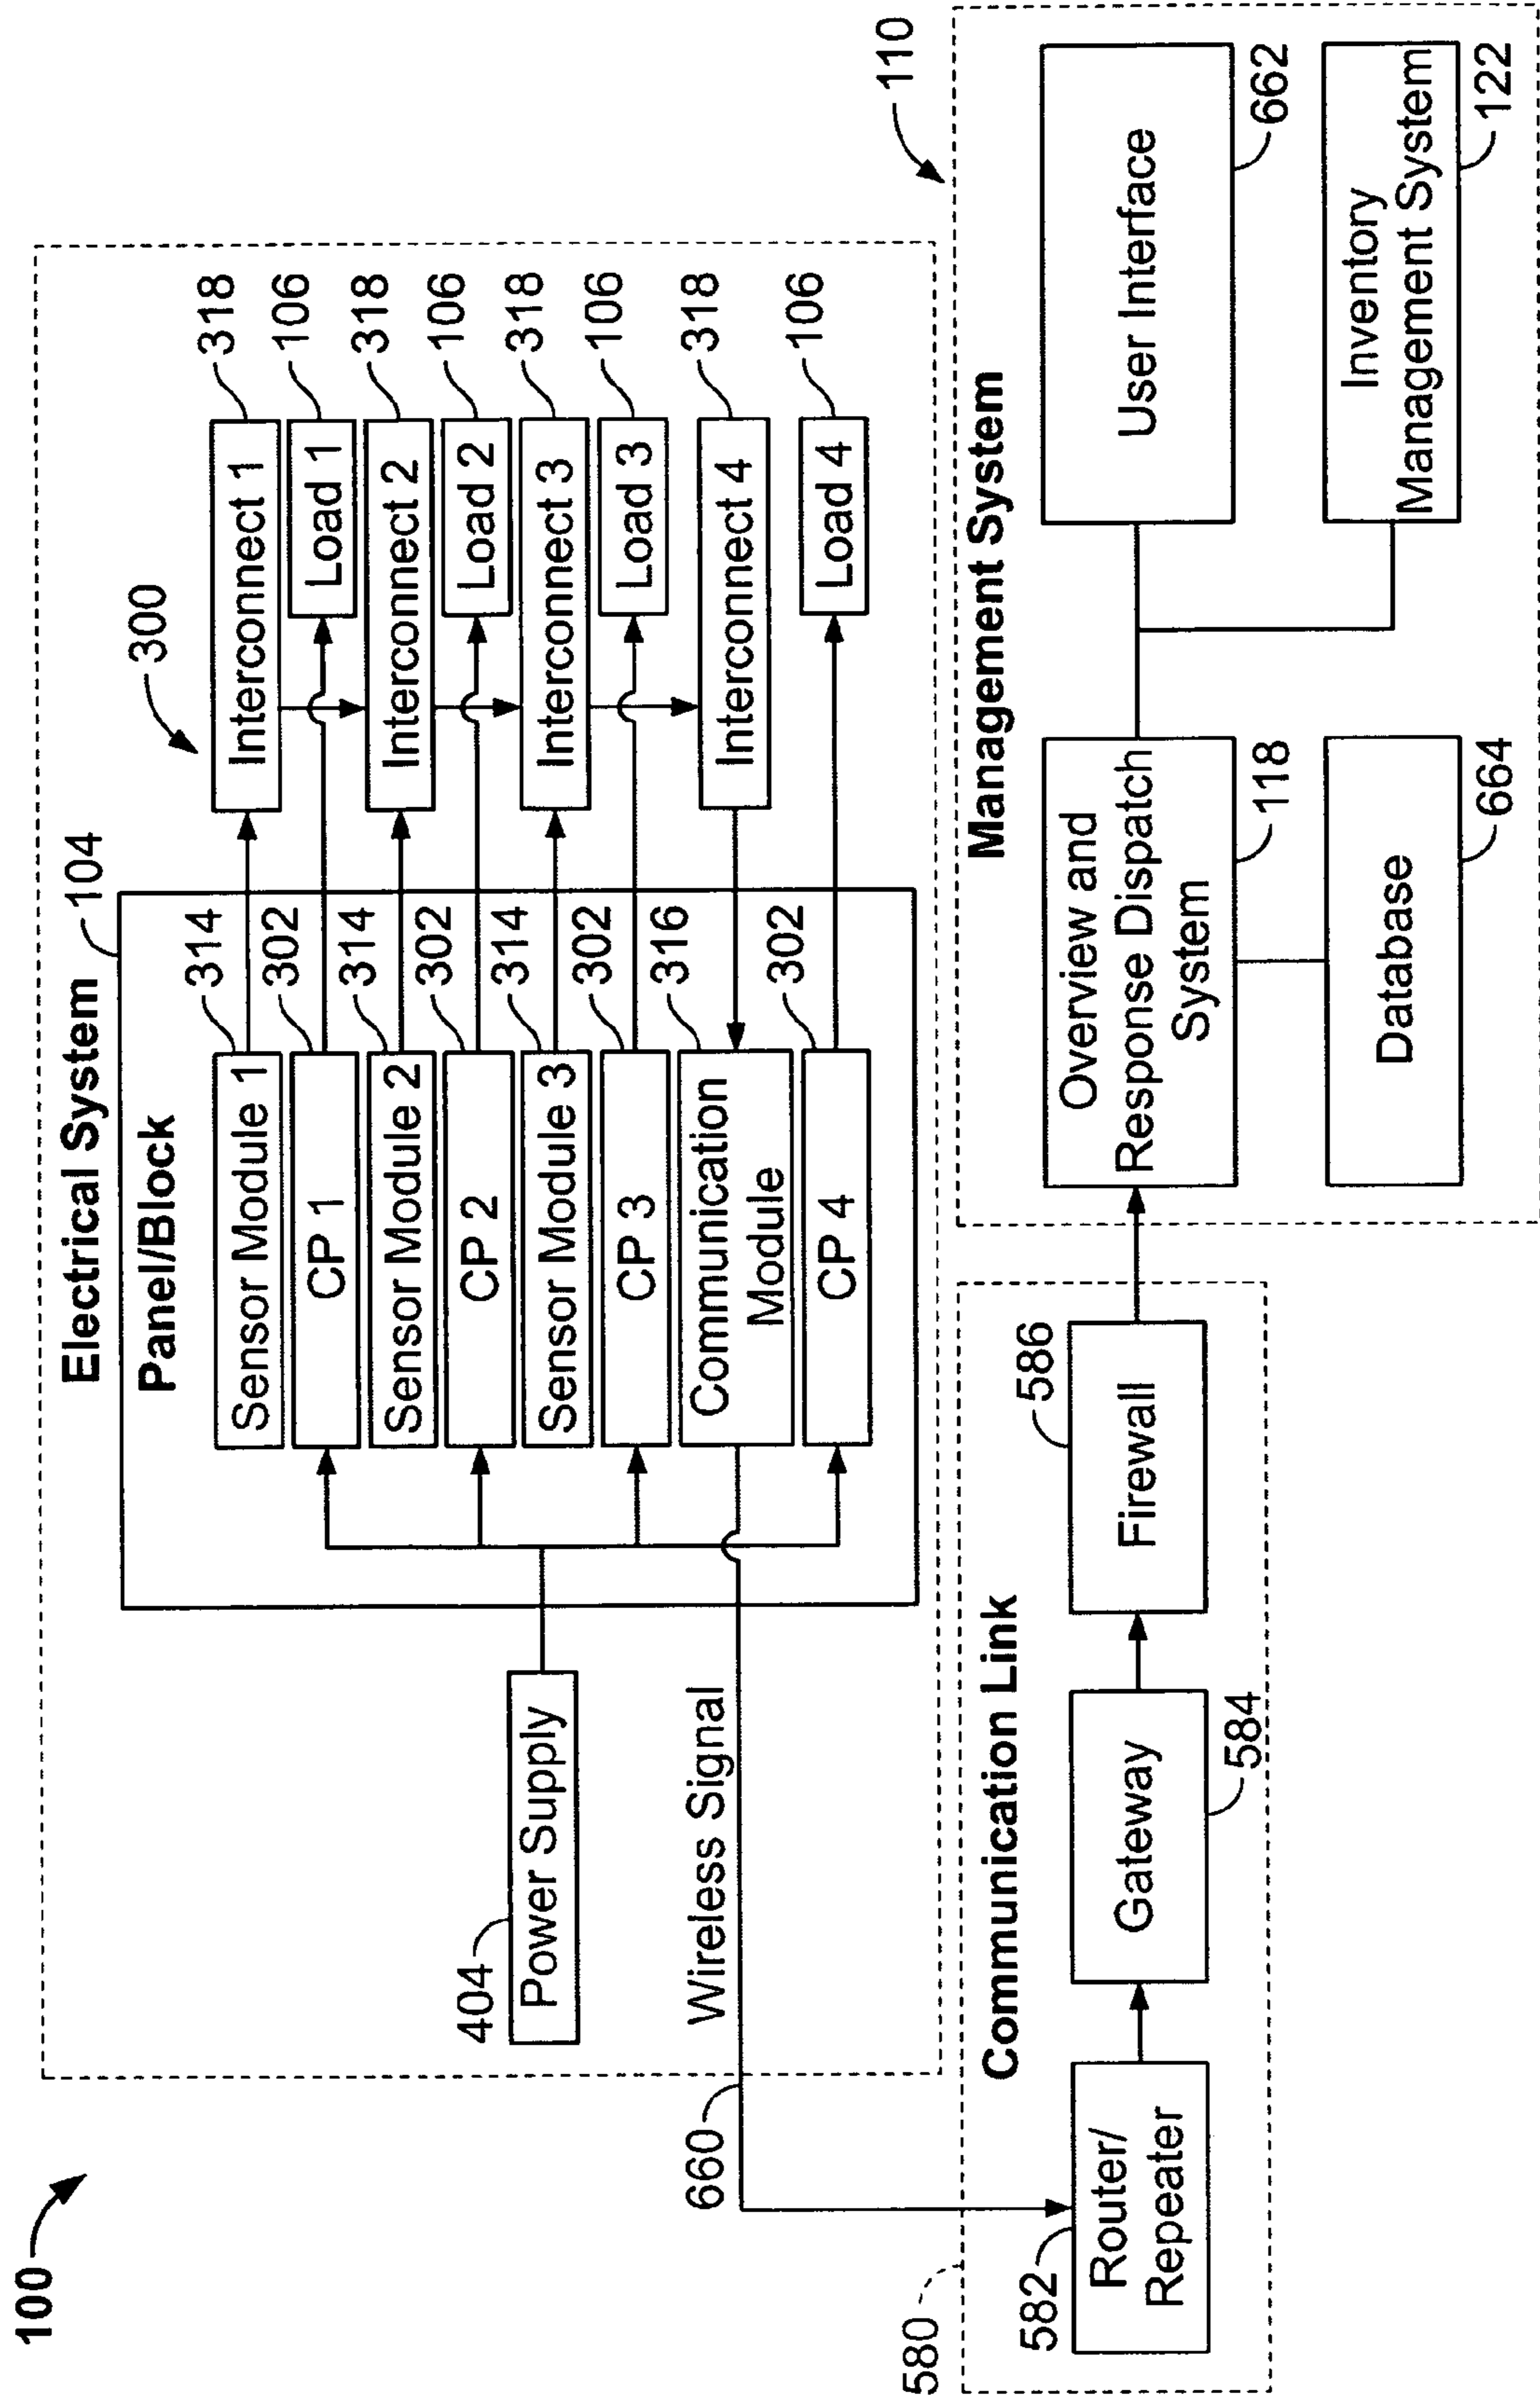 100
Electrical System
104
Panel/Block
300
314
Sensor Module 1
Interconnect 1
318
302
CP 1
Load 1
106
314
Sensor Module 2
Interconnect 2
318
302
CP 2
Load 2
106
404
Power Supply
314
Sensor Module 3
Interconnect 3
318
302
CP 3
Load 3
106
316
Communication
Module
Interconnect 4
318
302
CP 4
Load 4
106
Wireless Signal
660
580
Communication Link
582
Router/
Repeater
Gateway
584
586
Firewall
110
Management System
Overview and
Response Dispatch
System
118
User Interface
662
Database
664
Inventory
Management System
122